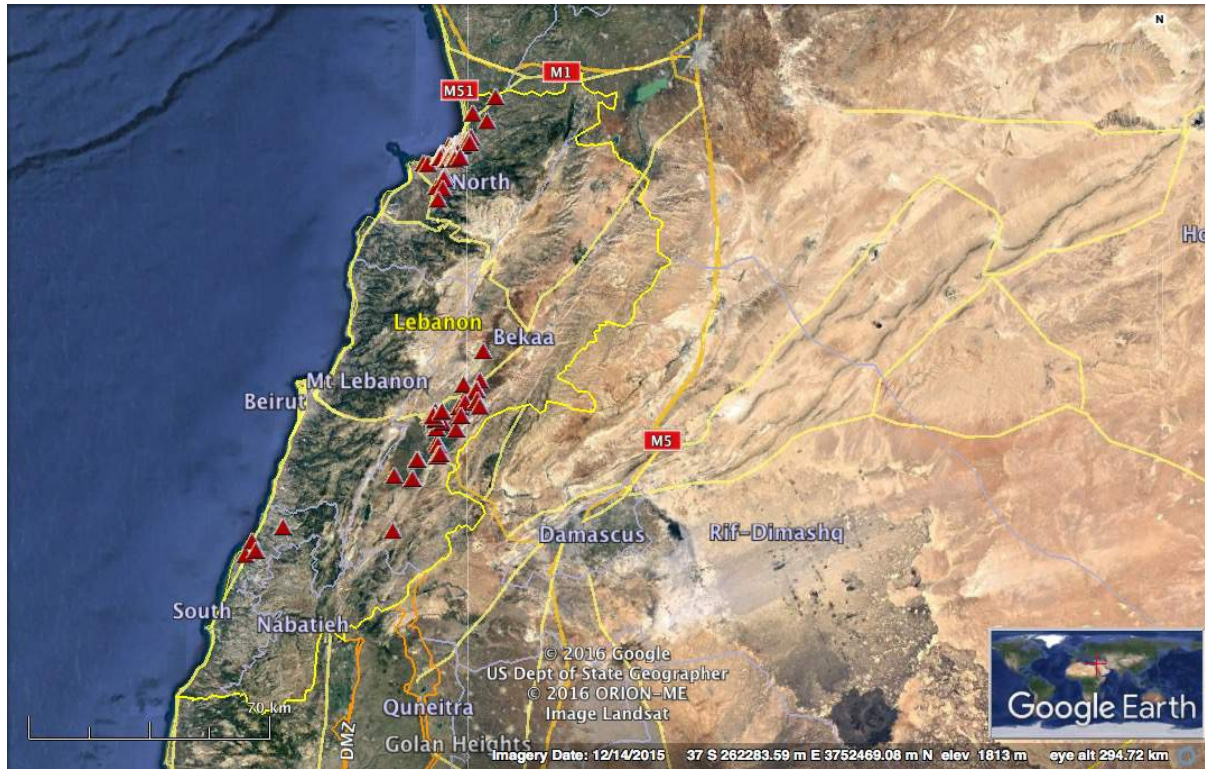 N
M1
M51
North
Ho
Lebanon
Bekaa
Mt Lebanon
Beirut
M5
Damascus
Rif-Dimashq
South
Nabatieh
© 2016 Google
US Dept of State Geographer
© 2016 ORION-ME
Image Landsat
70 km
Quneitra
DMZ
Golan Heights
Google Earth
Imagery Date: 12/14/2015 37 S 262283.59 m E 3752469.08 m N elev 1813 m eye alt 294.72 km